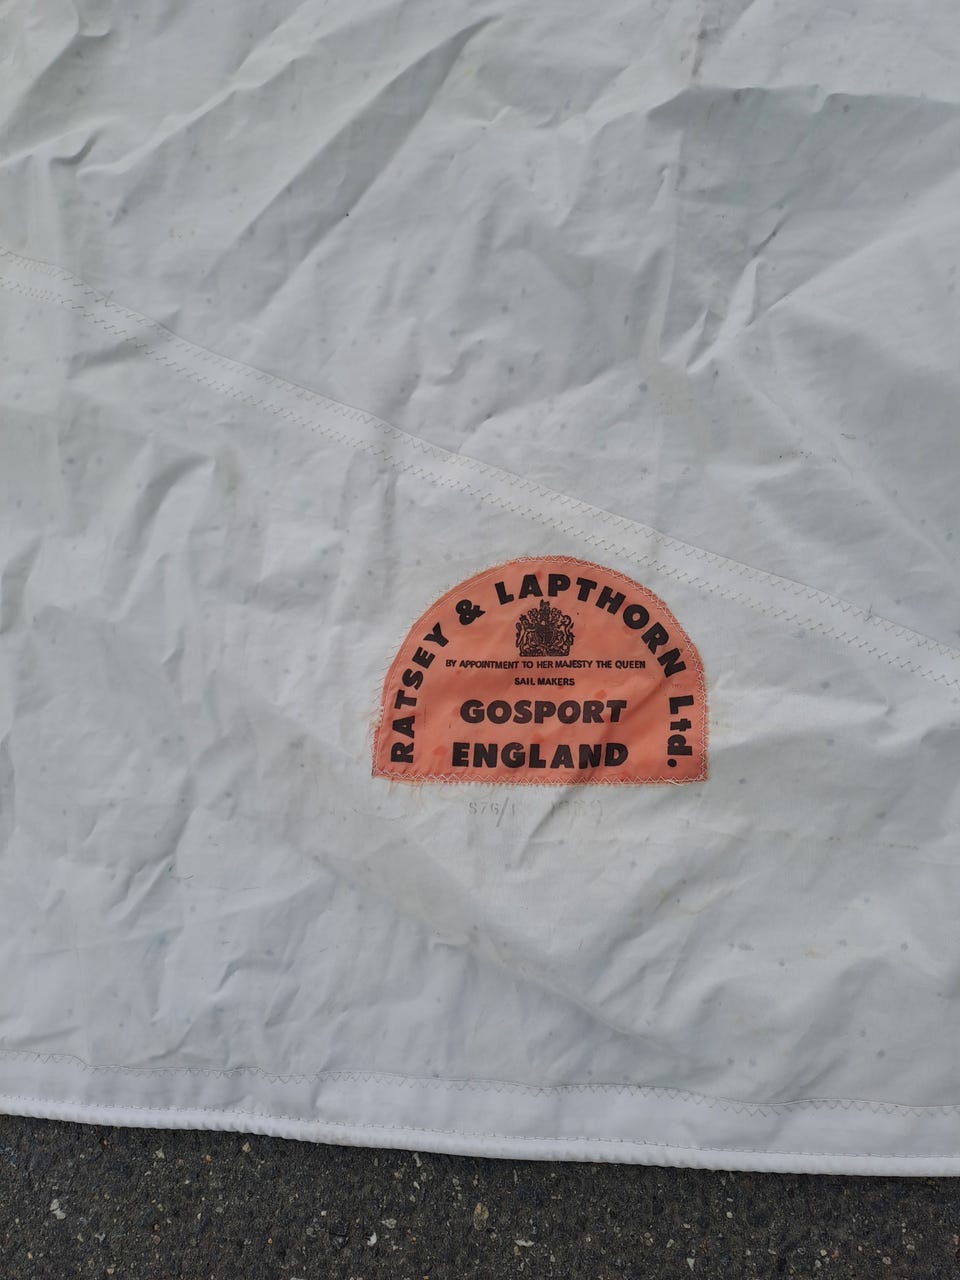 RATSEY & LAPTHORN Ltd.
BY APPOINTMENT TO HER MAJESTY THE QUEEN
SAIL MAKERS
GOSPORT
ENGLAND